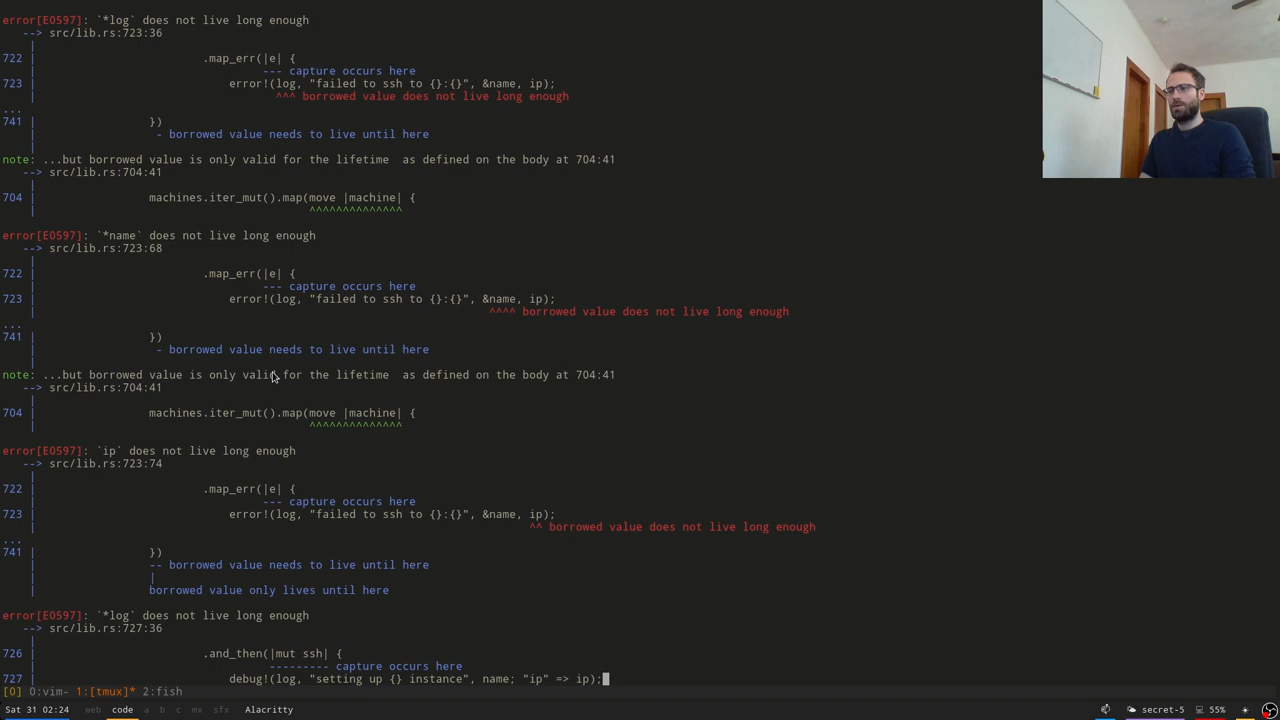 error[E0597]: `*log` does not live long enough
--> src/lib.rs:723:36
|
722 | .map_err(|e| {
| --- capture occurs here
723 | error!(log, "failed to ssh to {}:{}", &name, ip);
| ^^^ borrowed value does not live long enough
...
741 | })
| - borrowed value needs to live until here
|
note: ...but borrowed value is only valid for the lifetime  as defined on the body at 704:41
--> src/lib.rs:704:41
|
704 | machines.iter_mut().map(move |machine| {
| ^^^^^^^^^^^^^^
error[E0597]: `*name` does not live long enough
--> src/lib.rs:723:68
|
722 | .map_err(|e| {
| --- capture occurs here
723 | error!(log, "failed to ssh to {}:{}", &name, ip);
| ^^^^ borrowed value does not live long enough
...
741 | })
| - borrowed value needs to live until here
|
note: ...but borrowed value is only valid for the lifetime  as defined on the body at 704:41
--> src/lib.rs:704:41
|
704 | machines.iter_mut().map(move |machine| {
| ^^^^^^^^^^^^^^
error[E0597]: `ip` does not live long enough
--> src/lib.rs:723:74
|
722 | .map_err(|e| {
| --- capture occurs here
723 | error!(log, "failed to ssh to {}:{}", &name, ip);
| ^^ borrowed value does not live long enough
...
741 | })
| -- borrowed value needs to live until here
| |
| borrowed value only lives until here
error[E0597]: `*log` does not live long enough
--> src/lib.rs:727:36
|
726 | .and_then(|mut ssh| {
| --------- capture occurs here
727 | debug!(log, "setting up {} instance", name; "ip" => ip);
[0] 0:vim- 1:[tmux]* 2:fish
Sat 31 02:24 web code a b c mx sfx Alacritty secret-5 55%